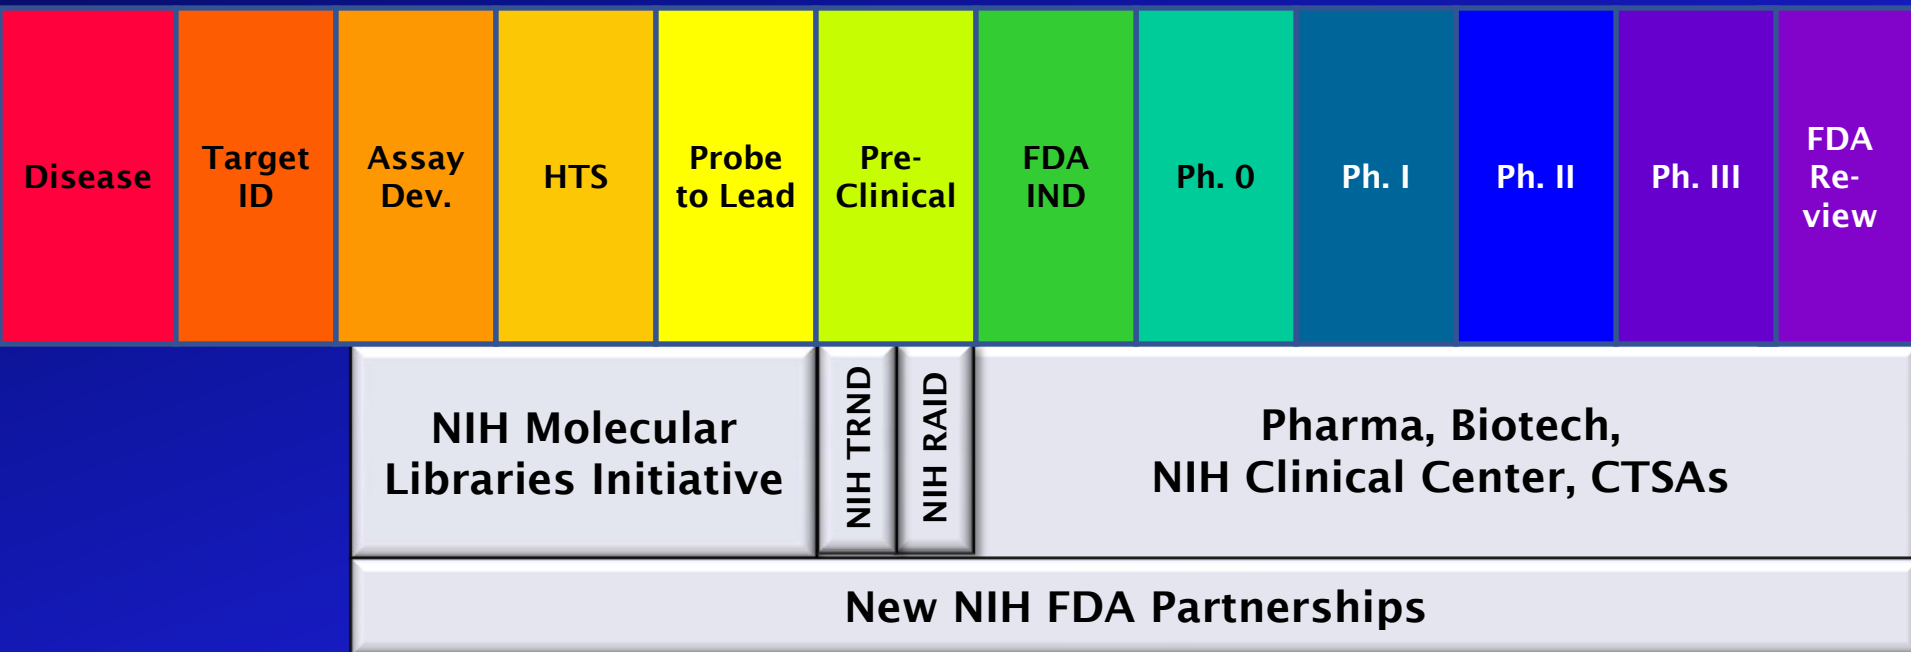 Disease
Target
ID
Assay
Dev.
HTS
Probe
to Lead
Pre-
Clinical
FDA
IND
Ph. 0
Ph. I
Ph. II
Ph. III
FDA
Re-
view
NIH Molecular
Libraries Initiative
NIH TRND
NIH RAID
Pharma, Biotech,
NIH Clinical Center, CTSAs
New NIH FDA Partnerships